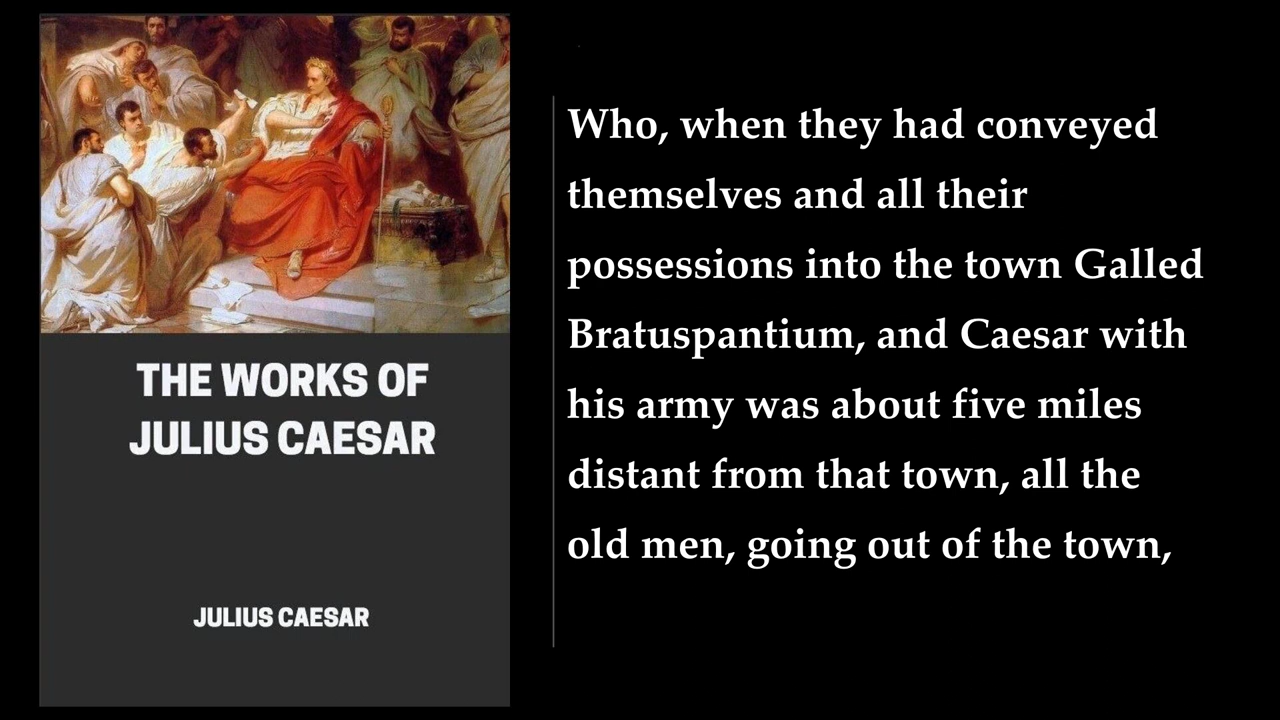 THE WORKS OF
JULIUS CAESAR
JULIUS CAESAR
Who, when they had conveyed
themselves and all their
possessions into the town Galled
Bratuspantium, and Caesar with
his army was about five miles
distant from that town, all the
old men, going out of the town,